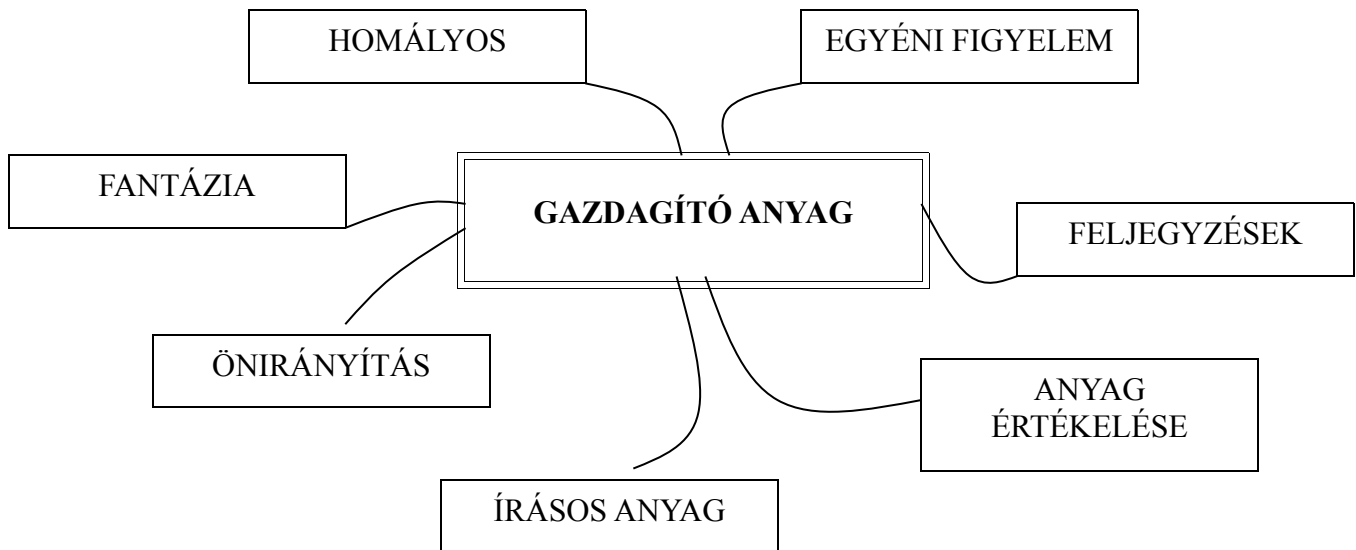 HOMÁLYOS
EGYÉNI FIGYELEM
FANTÁZIA
GAZDAGÍTÓ ANYAG
FELJEGYZÉSEK
ÖNIRÁNYÍTÁS
ANYAG
ÉRTÉKELÉSE
ÍRÁSOS ANYAG